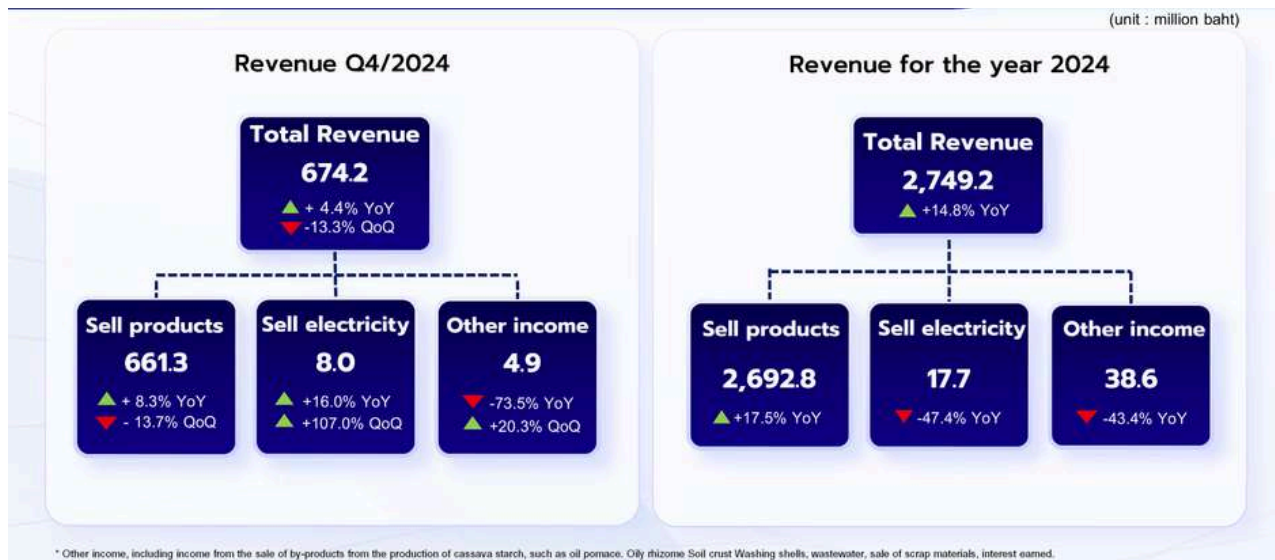 (unit : million baht)
Revenue Q4/2024
Total Revenue
674.2
+ 4.4% YoY
-13.3% QoQ
Sell products
661.3
+ 8.3% YoY
- 13.7% QoQ
Sell electricity
8.0
+16.0% YoY
+107.0% QoQ
Other income
4.9
-73.5% YoY
+20.3% QoQ
Revenue for the year 2024
Total Revenue
2,749.2
+14.8% YoY
Sell products
2,692.8
+17.5% YoY
Sell electricity
17.7
-47.4% YoY
Other income
38.6
-43.4% YoY
* Other income, including income from the sale of by-products from the production of cassava starch, such as oil pomace. Oily rhizome Soil crust Washing shells, wastewater, sale of scrap materials, interest earned.